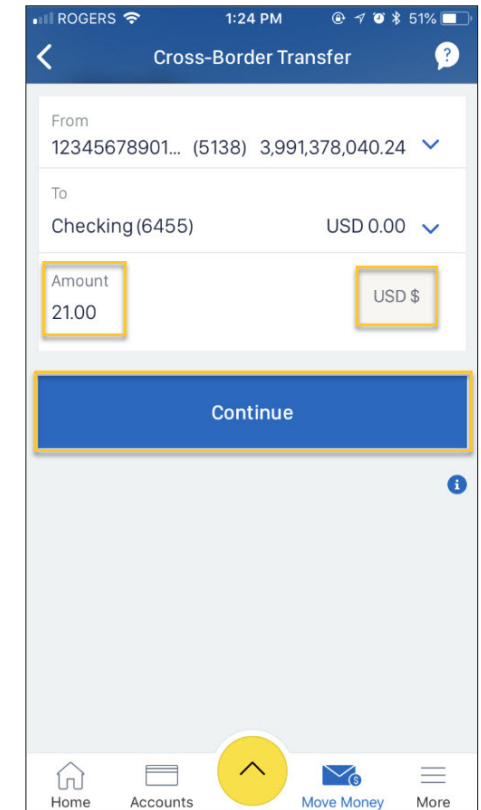 ROGERS 1:24 PM 51%
Cross-Border Transfer ?
From
12345678901... (5138) 3,991,378,040.24
To
Checking (6455) USD 0.00
Amount
21.00 USD $
Continue
i
Home Accounts Move Money More